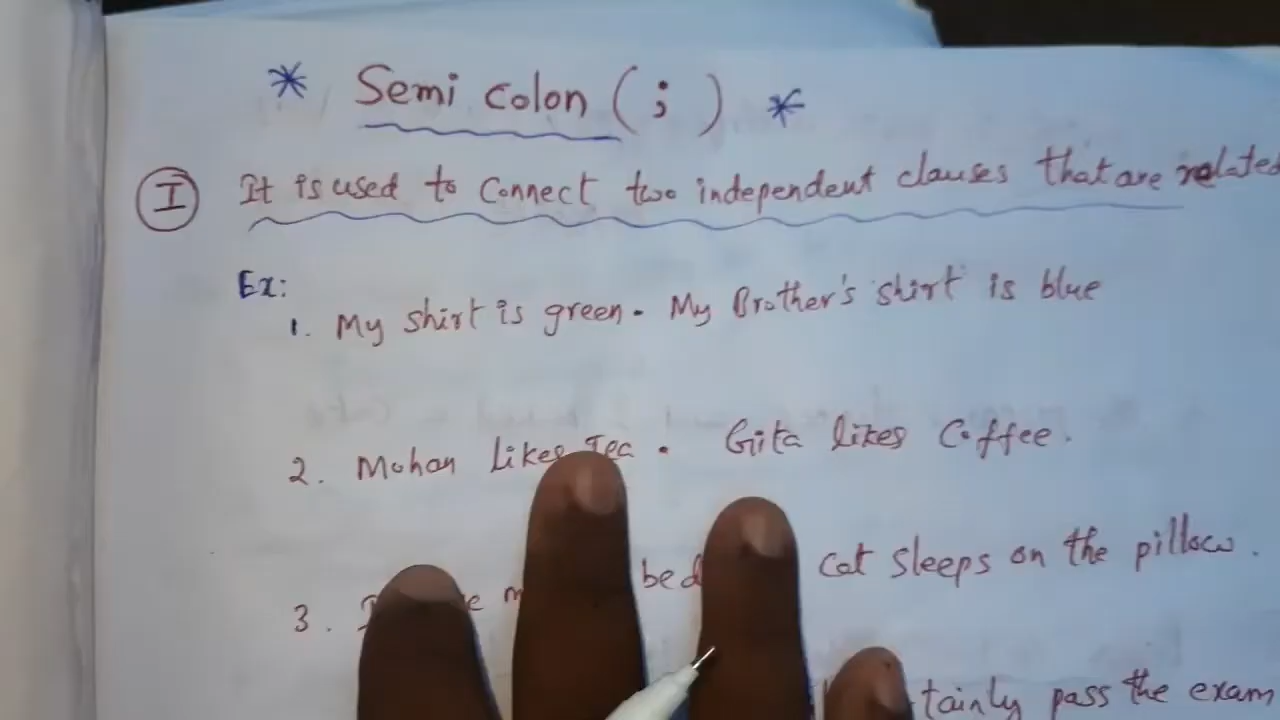 * Semi colon ( ; ) *
I It is used to connect two independent clauses that are related
Ex:
1. My shirt is green. My Brother's shirt is blue
2. Mohan likes Tea. Gita likes Coffee.
3. bed cat sleeps on the pillow.
pass the exam